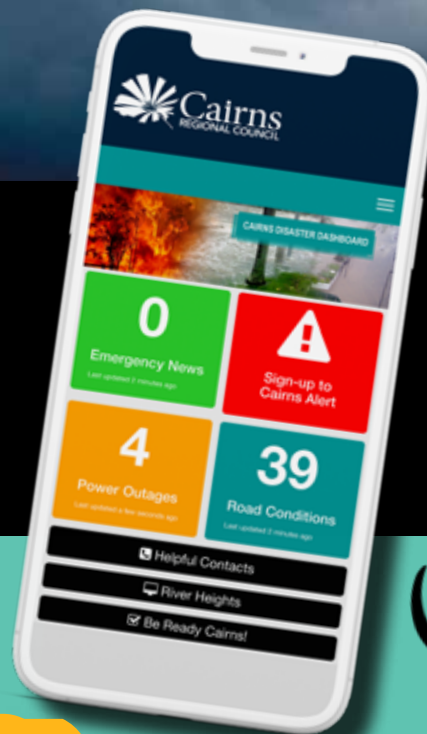 Cairns
REGIONAL COUNCIL
CAIRNS DISASTER DASHBOARD
0
Emergency News
Last updated 2 minutes ago
Sign-up to
Cairns Alert
4
Power Outages
Last updated a few seconds ago
39
Road Conditions
Last updated 2 minutes ago
Helpful Contacts
River Heights
Be Ready Cairns!